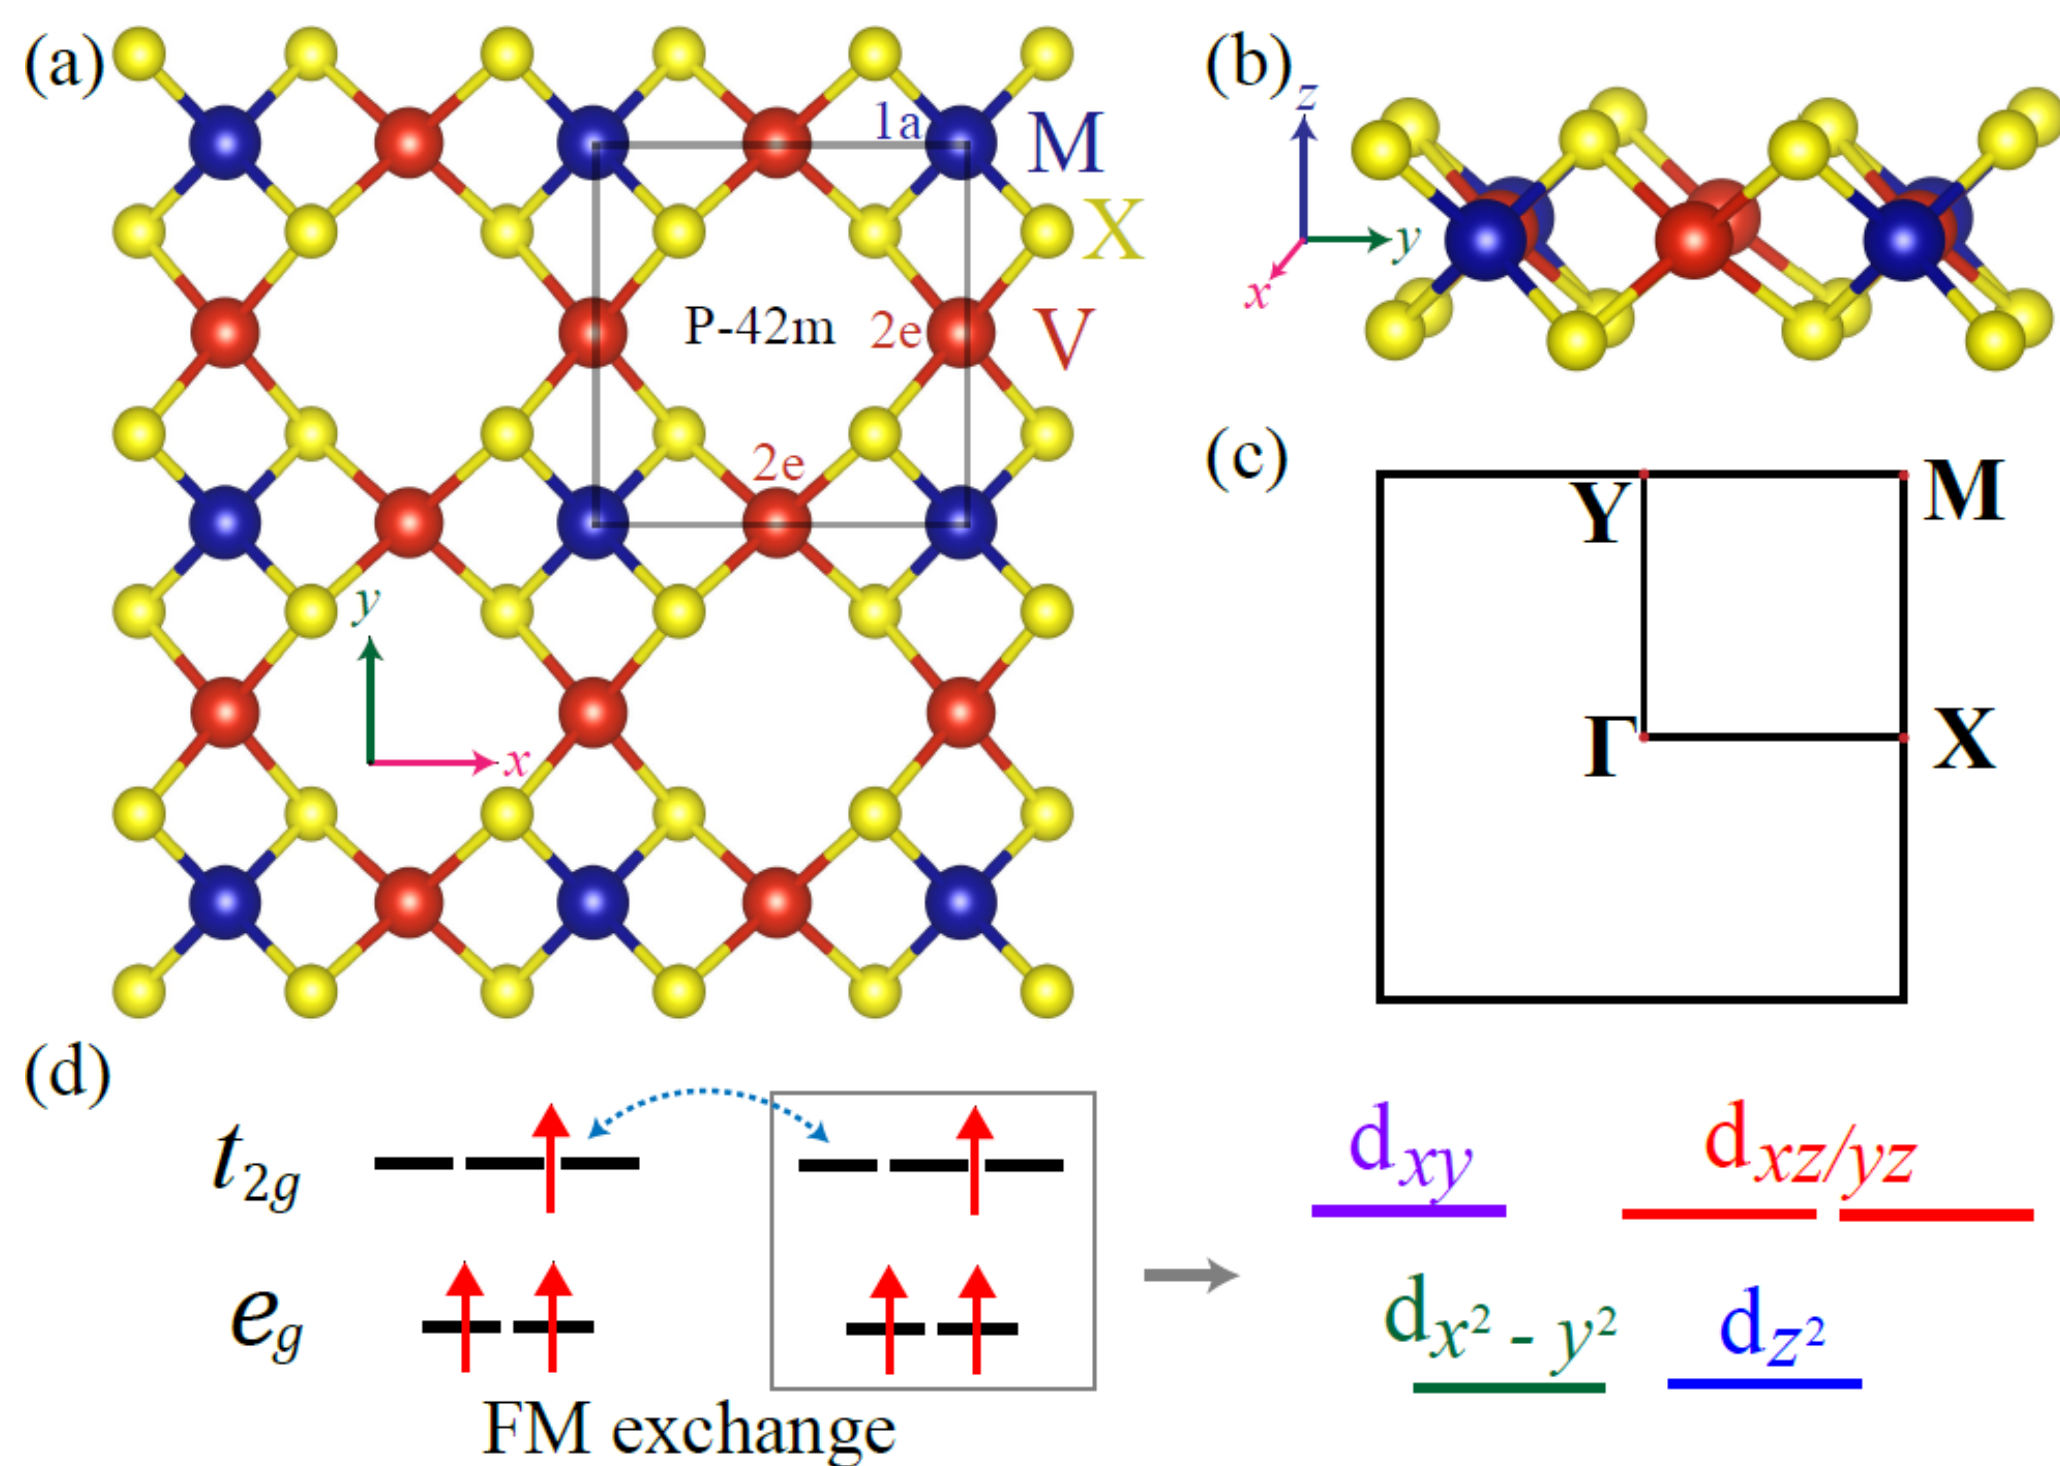 (a)
1a
M
X
P-42m
2e
V
2e
y
x
(b)
z
y
x
(c)
Y
M
Γ
X
(d)
t2g
eg
FM exchange
dxy
dxz/yz
dx² - y²
dz²